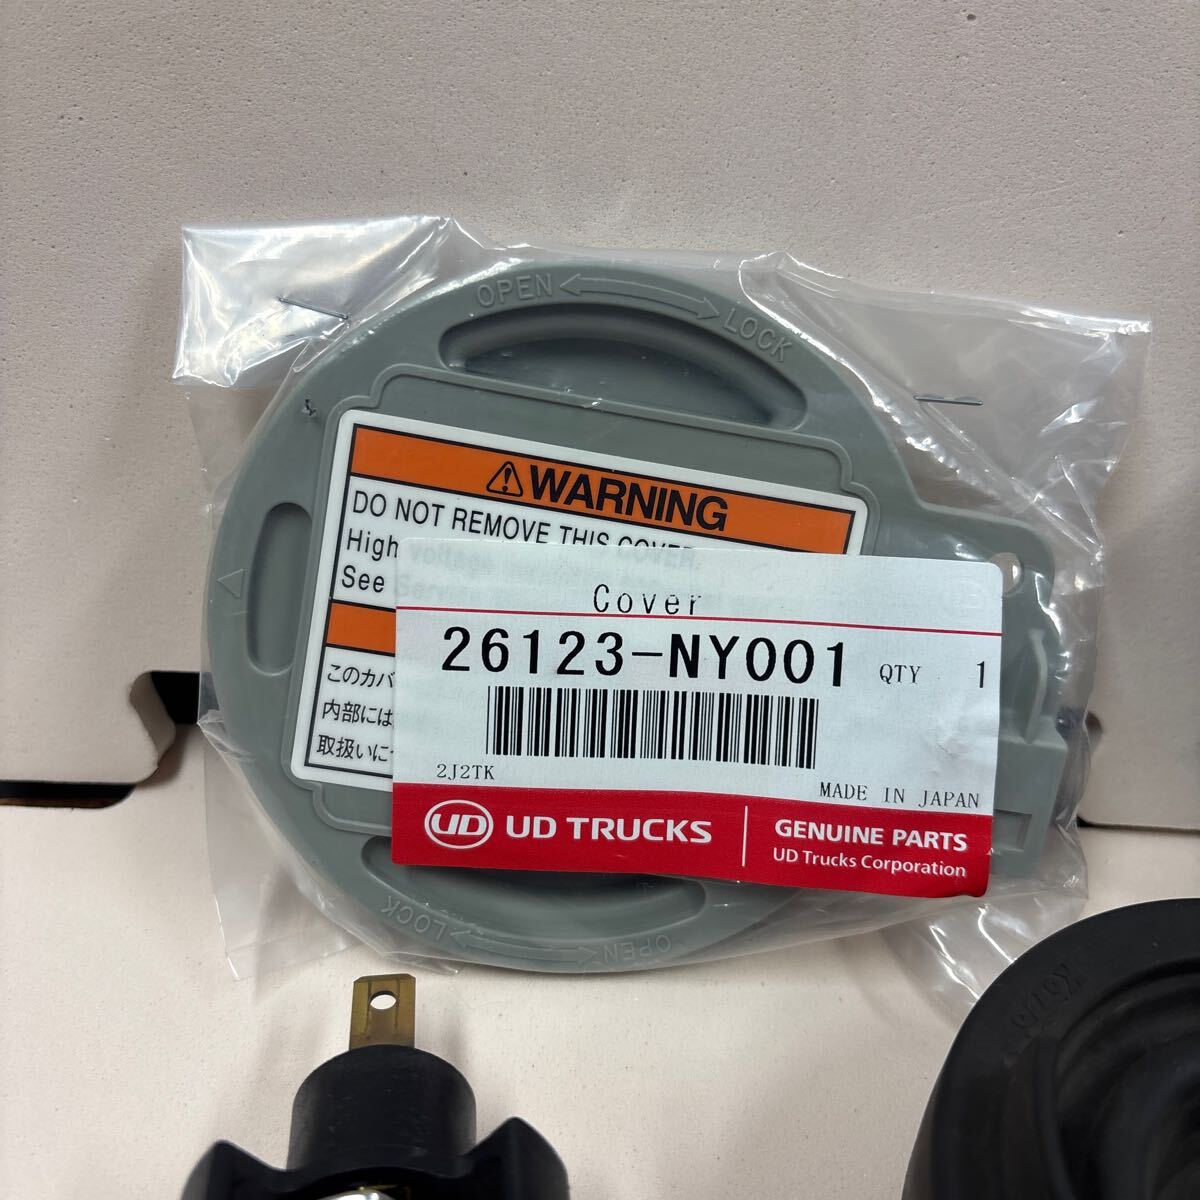 OPEN LOCK
WARNING
DO NOT REMOVE THIS COVER.
High voltage
See
Cover
26123-NY001 QTY 1
このカバ
内部には
取扱いに
2J2TK
MADE IN JAPAN
UD UD TRUCKS
GENUINE PARTS
UD Trucks Corporation
LOCK OPEN